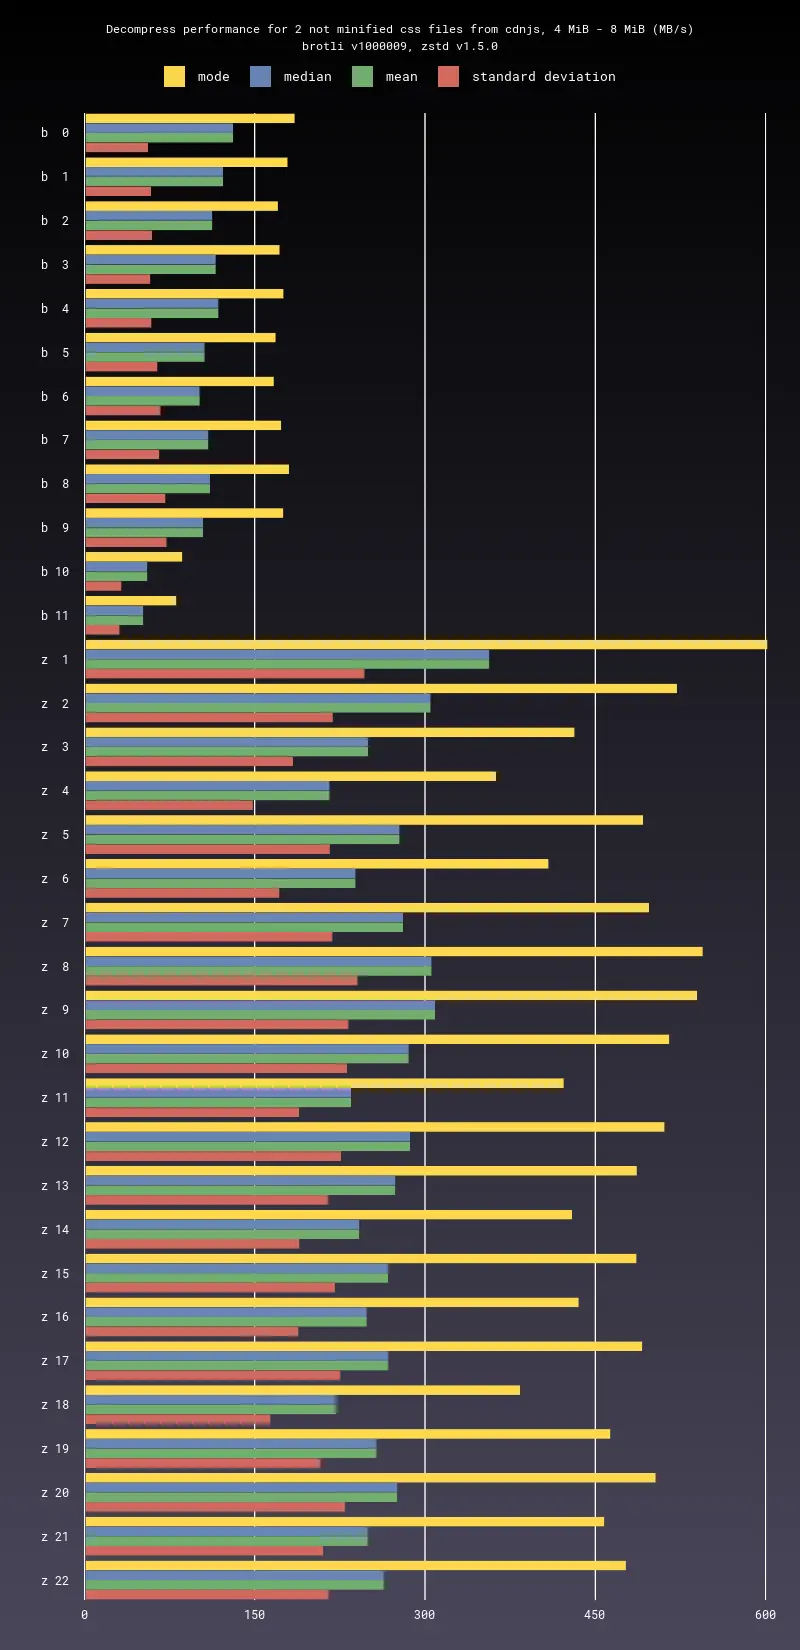 Decompress performance for 2 not minified css files from cdnjs, 4 MiB - 8 MiB (MB/s)
brotli v1000009, zstd v1.5.0
mode median mean standard deviation
b 0
b 1
b 2
b 3
b 4
b 5
b 6
b 7
b 8
b 9
b 10
b 11
z 1
z 2
z 3
z 4
z 5
z 6
z 7
z 8
z 9
z 10
z 11
z 12
z 13
z 14
z 15
z 16
z 17
z 18
z 19
z 20
z 21
z 22
0 150 300 450 600